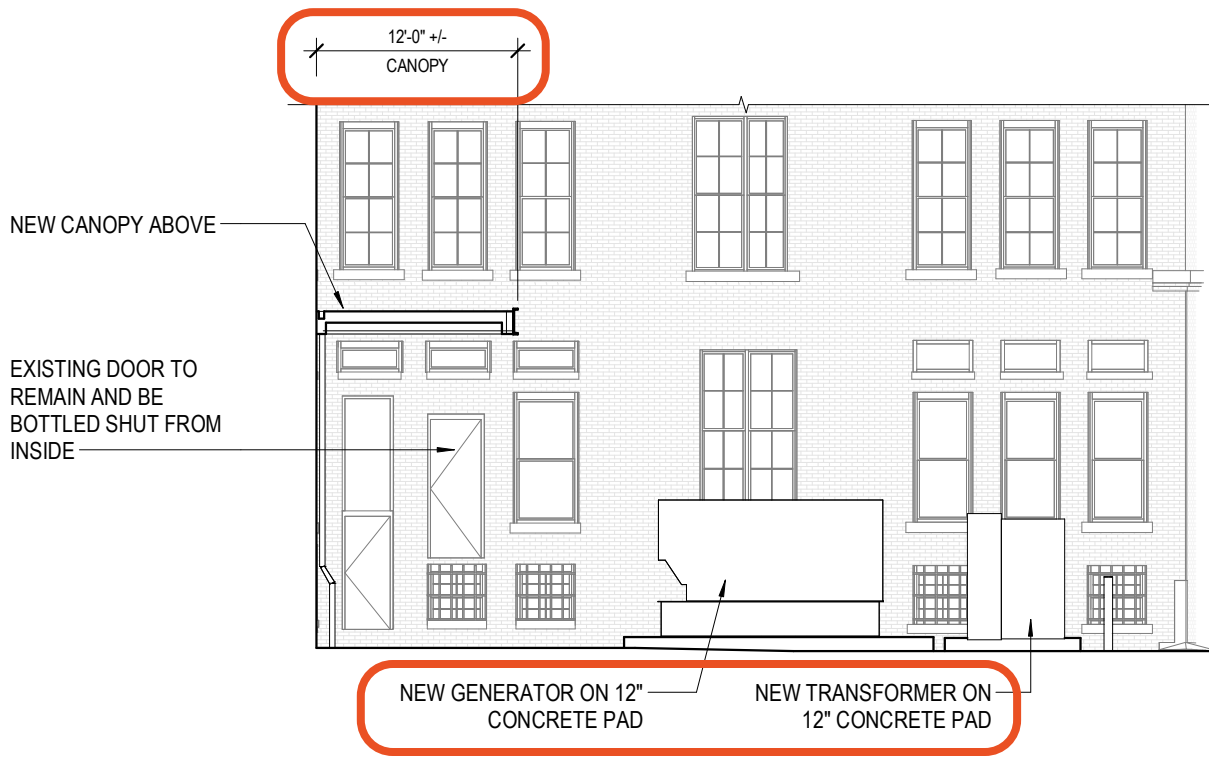 12'-0" +/-
CANOPY
NEW CANOPY ABOVE
EXISTING DOOR TO
REMAIN AND BE
BOTTLED SHUT FROM
INSIDE
NEW GENERATOR ON 12"
CONCRETE PAD
NEW TRANSFORMER ON
12" CONCRETE PAD